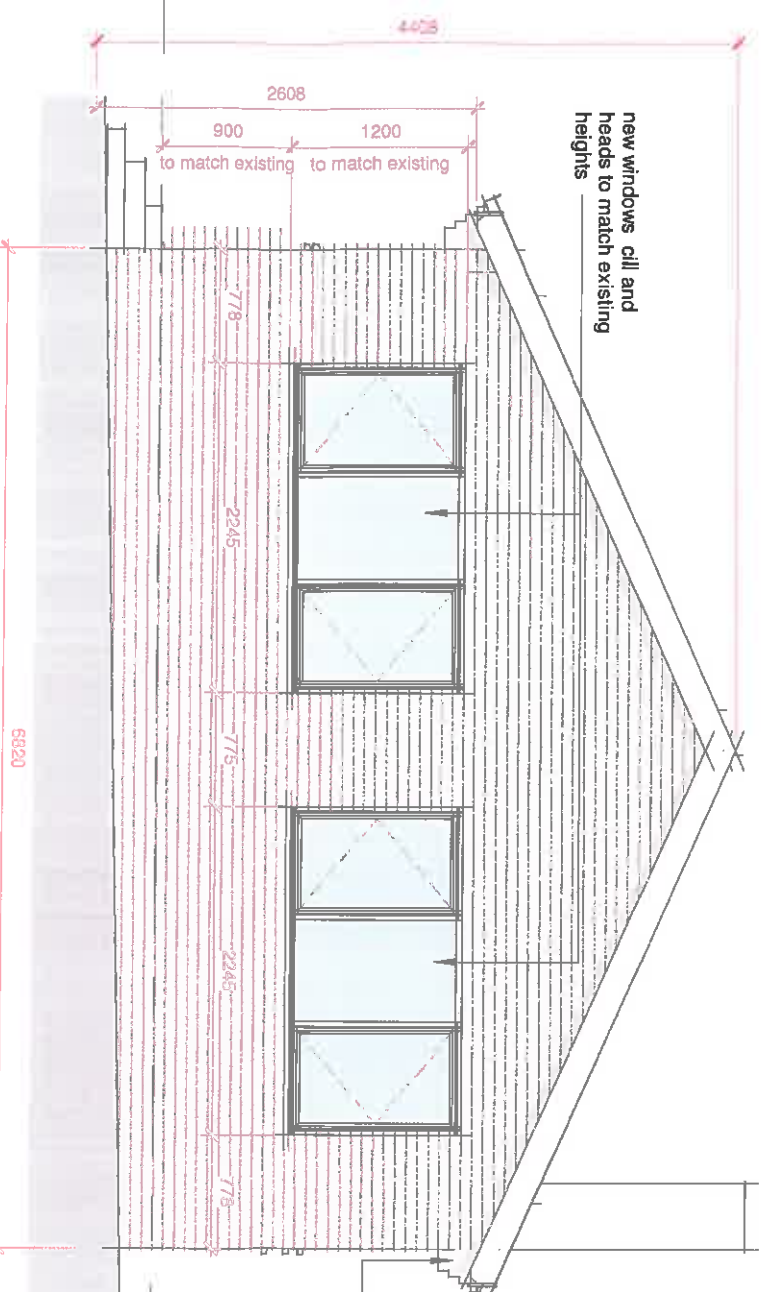 4408
2608
900
1200
to match existing
to match existing
new windows cill and
heads to match existing
heights
778
2245
775
2245
778
6820